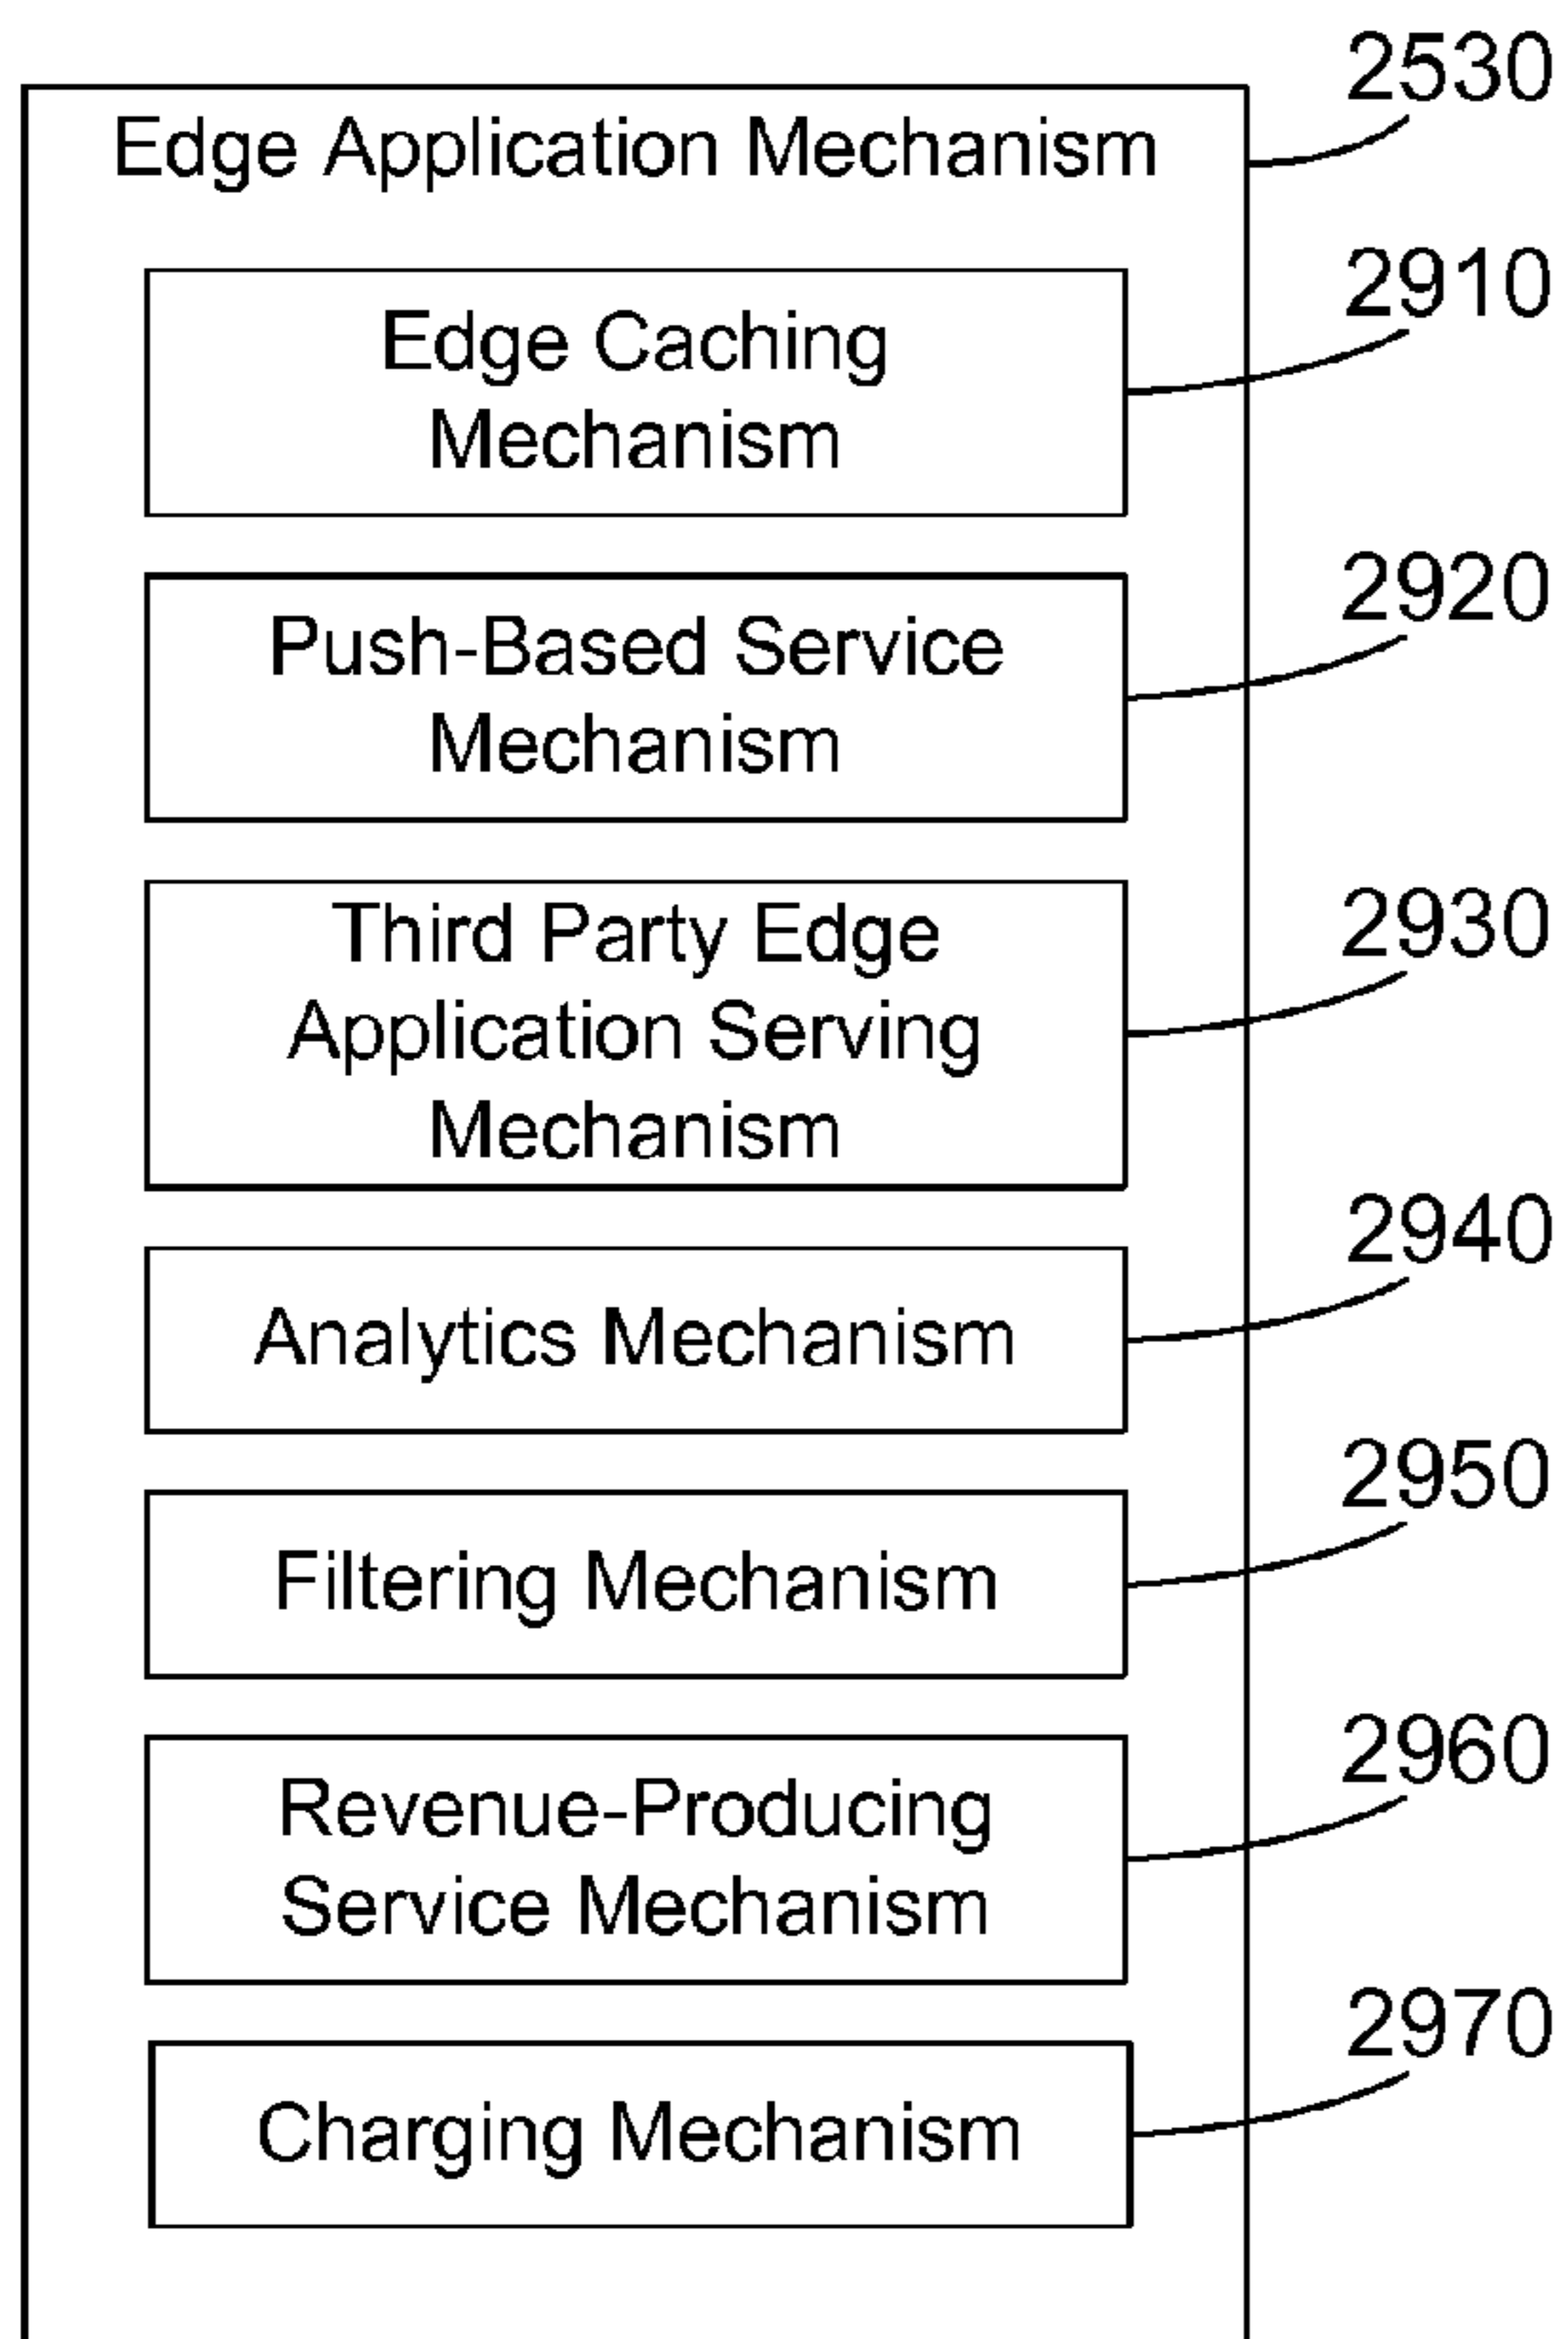 2530
Edge Application Mechanism
2910
Edge Caching
Mechanism
2920
Push-Based Service
Mechanism
2930
Third Party Edge
Application Serving
Mechanism
2940
Analytics Mechanism
2950
Filtering Mechanism
2960
Revenue-Producing
Service Mechanism
2970
Charging Mechanism